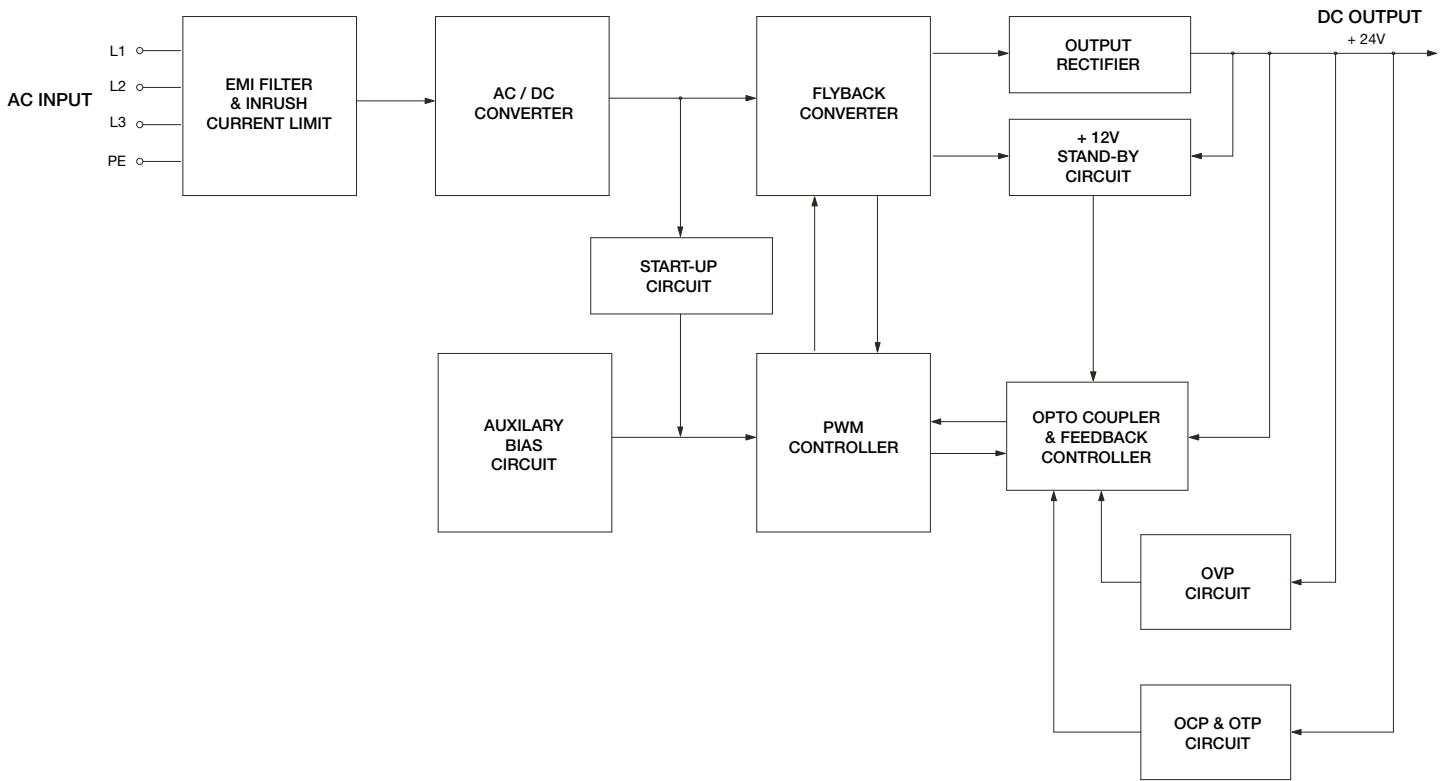 DC OUTPUT
+ 24V
AC INPUT
L1
L2
L3
PE
EMI FILTER
& INRUSH
CURRENT LIMIT
AC / DC
CONVERTER
FLYBACK
CONVERTER
OUTPUT
RECTIFIER
+ 12V
STAND-BY
CIRCUIT
START-UP
CIRCUIT
AUXILARY
BIAS
CIRCUIT
PWM
CONTROLLER
OPTO COUPLER
& FEEDBACK
CONTROLLER
OVP
CIRCUIT
OCP & OTP
CIRCUIT